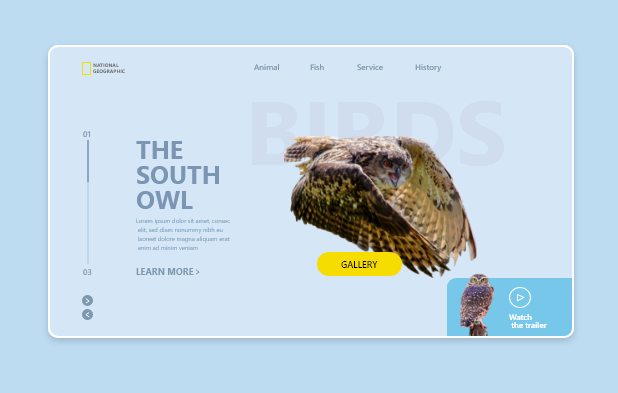 NATIONAL
GEOGRAPHIC
Animal Fish Service History
BIRDS
01
THE
SOUTH
OWL
Lorem ipsum dolor sit amet, consec
elit, sed diam nonummy nibh eu
laoreet dolore magna aliquam erat
enim ad minim veniam
GALLERY
03
LEARN MORE >
Watch
the trailer